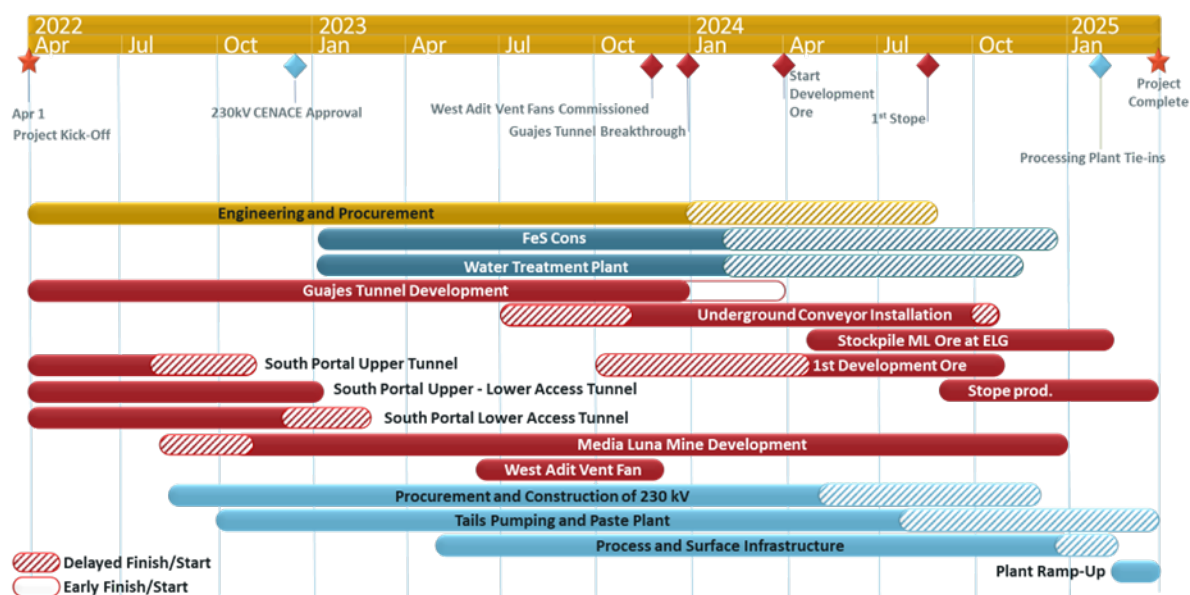 2022 2023 2024 2025
Apr Jul Oct Jan Apr Jul Oct Jan Apr Jul Oct Jan
Apr 1
Project Kick-Off
230kV CENACE Approval
West Adit Vent Fans Commissioned
Guajes Tunnel Breakthrough
Start
Development
Ore
1st Stope
Processing Plant Tie-ins
Project
Complete
Engineering and Procurement
FeS Cons
Water Treatment Plant
Guajes Tunnel Development
Underground Conveyor Installation
Stockpile ML Ore at ELG
South Portal Upper Tunnel
1st Development Ore
South Portal Upper - Lower Access Tunnel
Stope prod.
South Portal Lower Access Tunnel
Media Luna Mine Development
West Adit Vent Fan
Procurement and Construction of 230 kV
Tails Pumping and Paste Plant
Process and Surface Infrastructure
Plant Ramp-Up
Delayed Finish/Start
Early Finish/Start